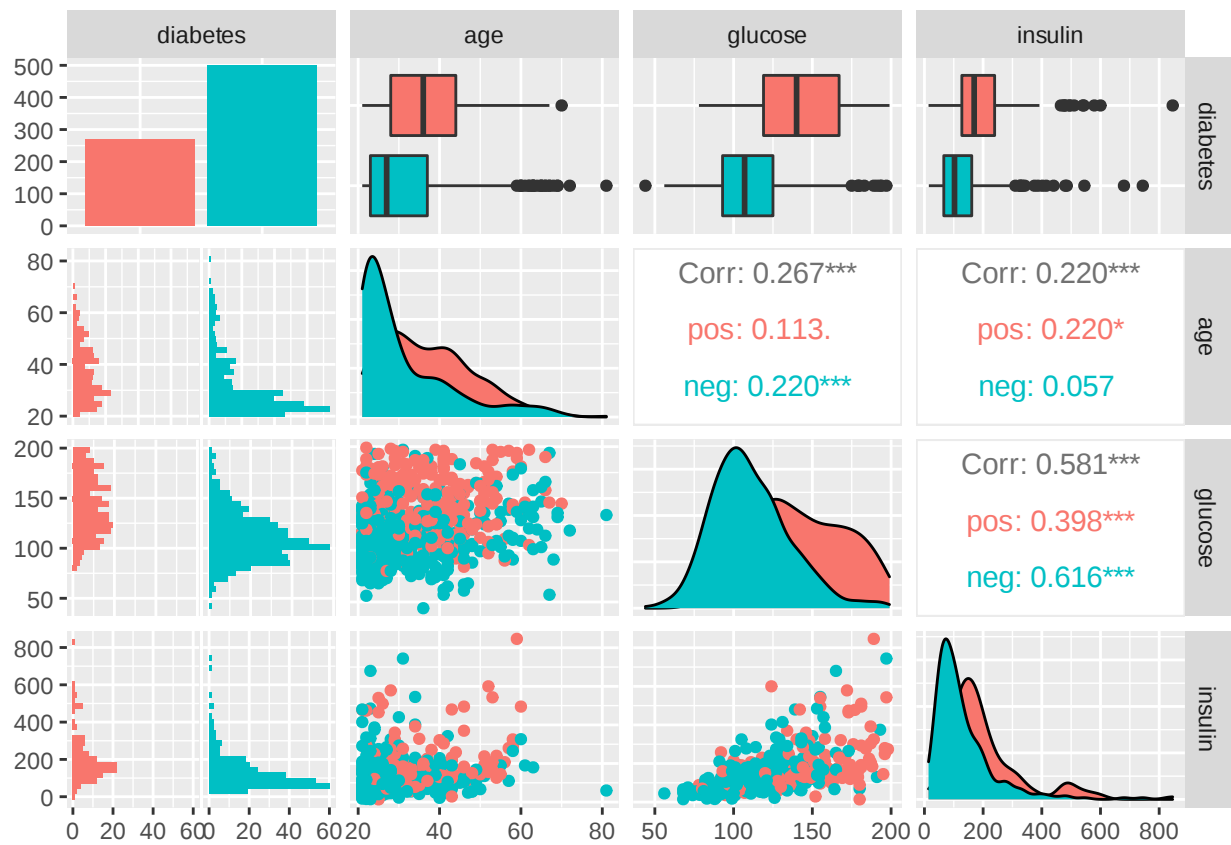 diabetes age glucose insulin
500
400
300
200
100
0
diabetes
80
60
40
20
Corr: 0.267***
pos: 0.113.
neg: 0.220***
Corr: 0.220***
pos: 0.220*
neg: 0.057
age
200
150
100
50
Corr: 0.581***
pos: 0.398***
neg: 0.616***
glucose
800
600
400
200
0
insulin
0 20 40 60 0 20 40 60 20 40 60 80 50 100 150 200 0 200 400 600 800